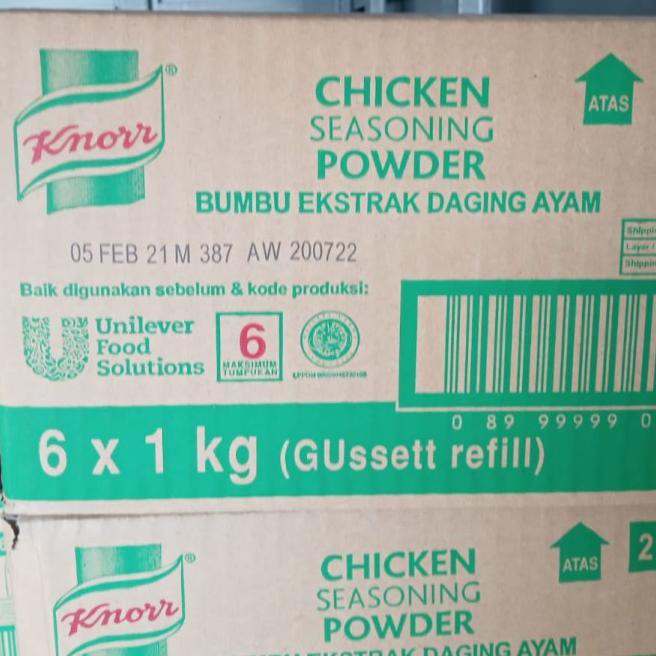 Knorr®
CHICKEN
SEASONING
POWDER
BUMBU EKSTRAK DAGING AYAM
ATAS
05 FEB 21 M 387 AW 200722
Baik digunakan sebelum & kode produksi:
Unilever
Food
Solutions
6
MAKSIMUM
TUMPUKAN
0 89 99999 0
6 x 1 kg (GUssett refill)
Knorr®
CHICKEN
SEASONING
POWDER
EKSTRAK DAGING AYAM
ATAS
2